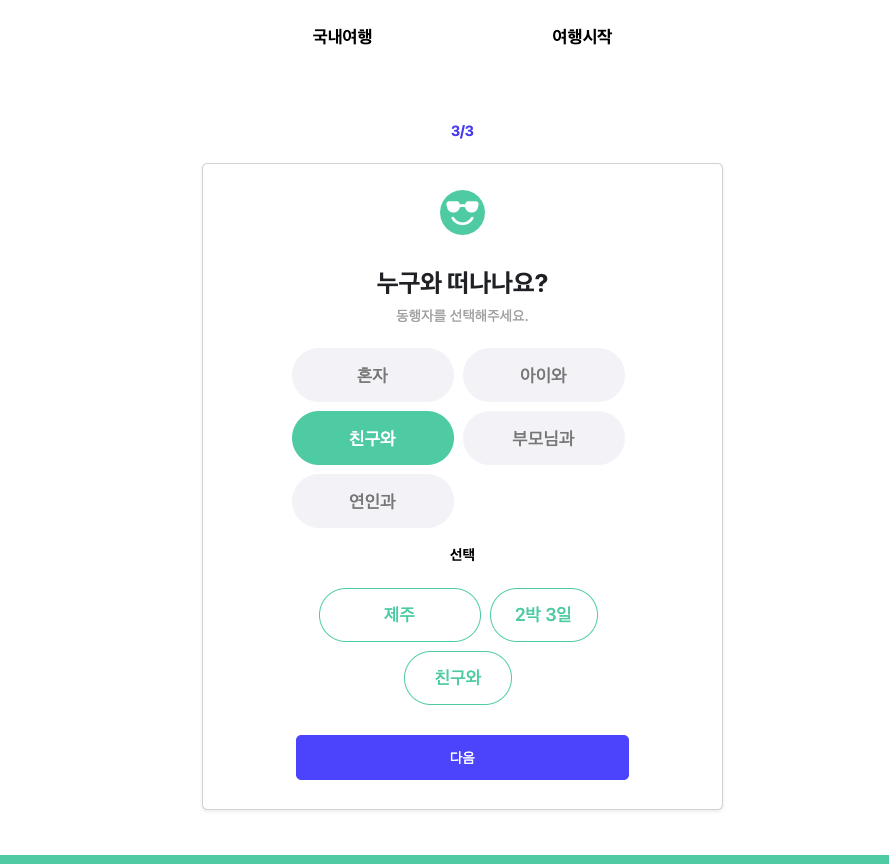 국내여행 여행시작
3/3
누구와 떠나나요?
동행자를 선택해주세요.
혼자 아이와
친구와 부모님과
연인과
선택
제주 2박 3일
친구와
다음